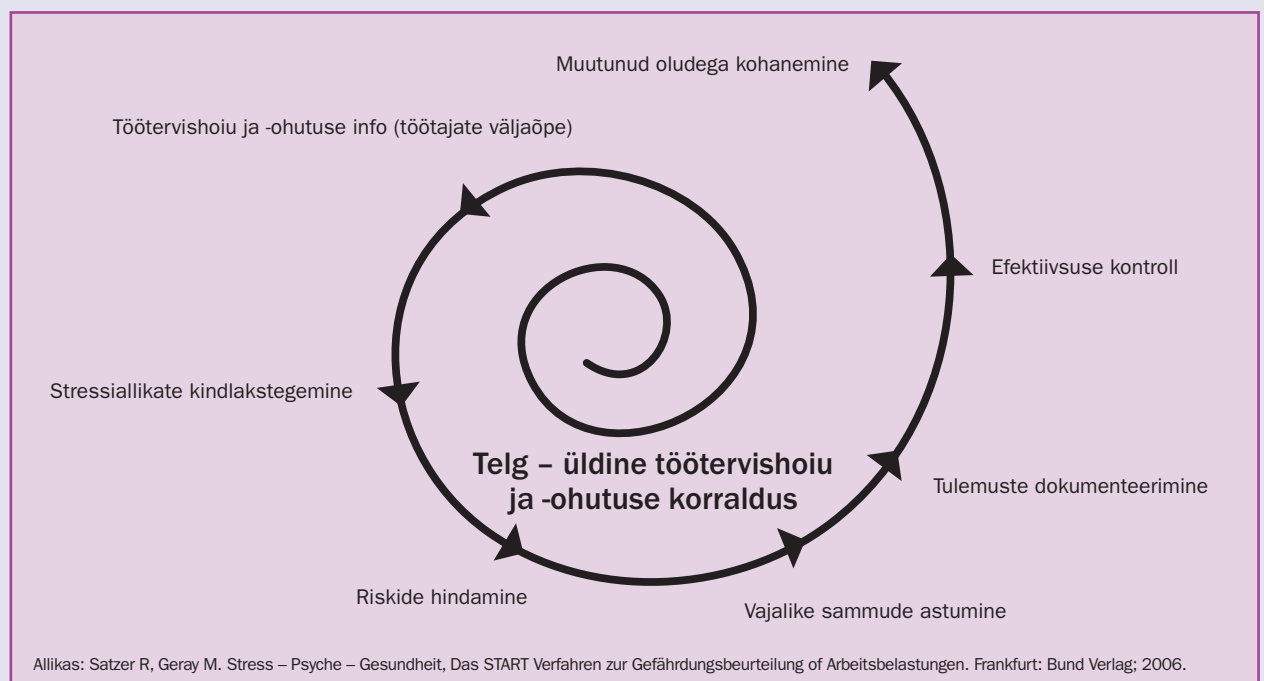 Muutunud oludega kohanemine
Töötervishoiu ja -ohutuse info (töötajate väljaõpe)
Efektiivsuse kontroll
Stressiallikate kindlakstegemine
Telg – üldine töötervishoiu
ja -ohutuse korraldus
Tulemuste dokumenteerimine
Riskide hindamine
Vajalike sammude astumine
Allikas: Satzer R, Geray M. Stress – Psyche – Gesundheit, Das START Verfahren zur Gefährdungsbeurteilung of Arbeitsbelastungen. Frankfurt: Bund Verlag; 2006.